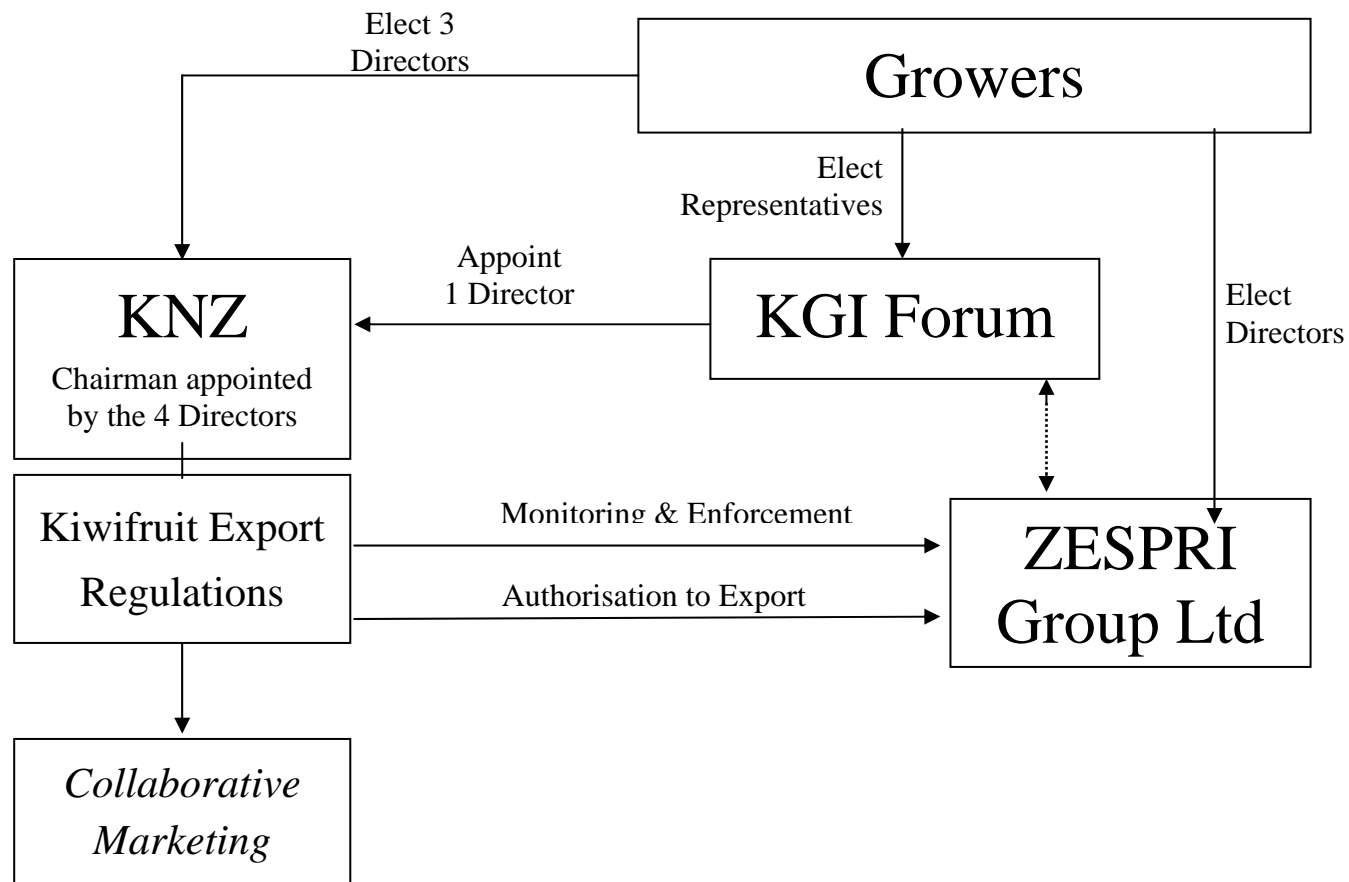 Elect 3
Directors
Growers
Elect
Representatives
Appoint
1 Director
KNZ
Chairman appointed
by the 4 Directors
KGI Forum
Elect
Directors
Kiwifruit Export
Regulations
Monitoring & Enforcement
Authorisation to Export
ZESPRI
Group Ltd
Collaborative
Marketing